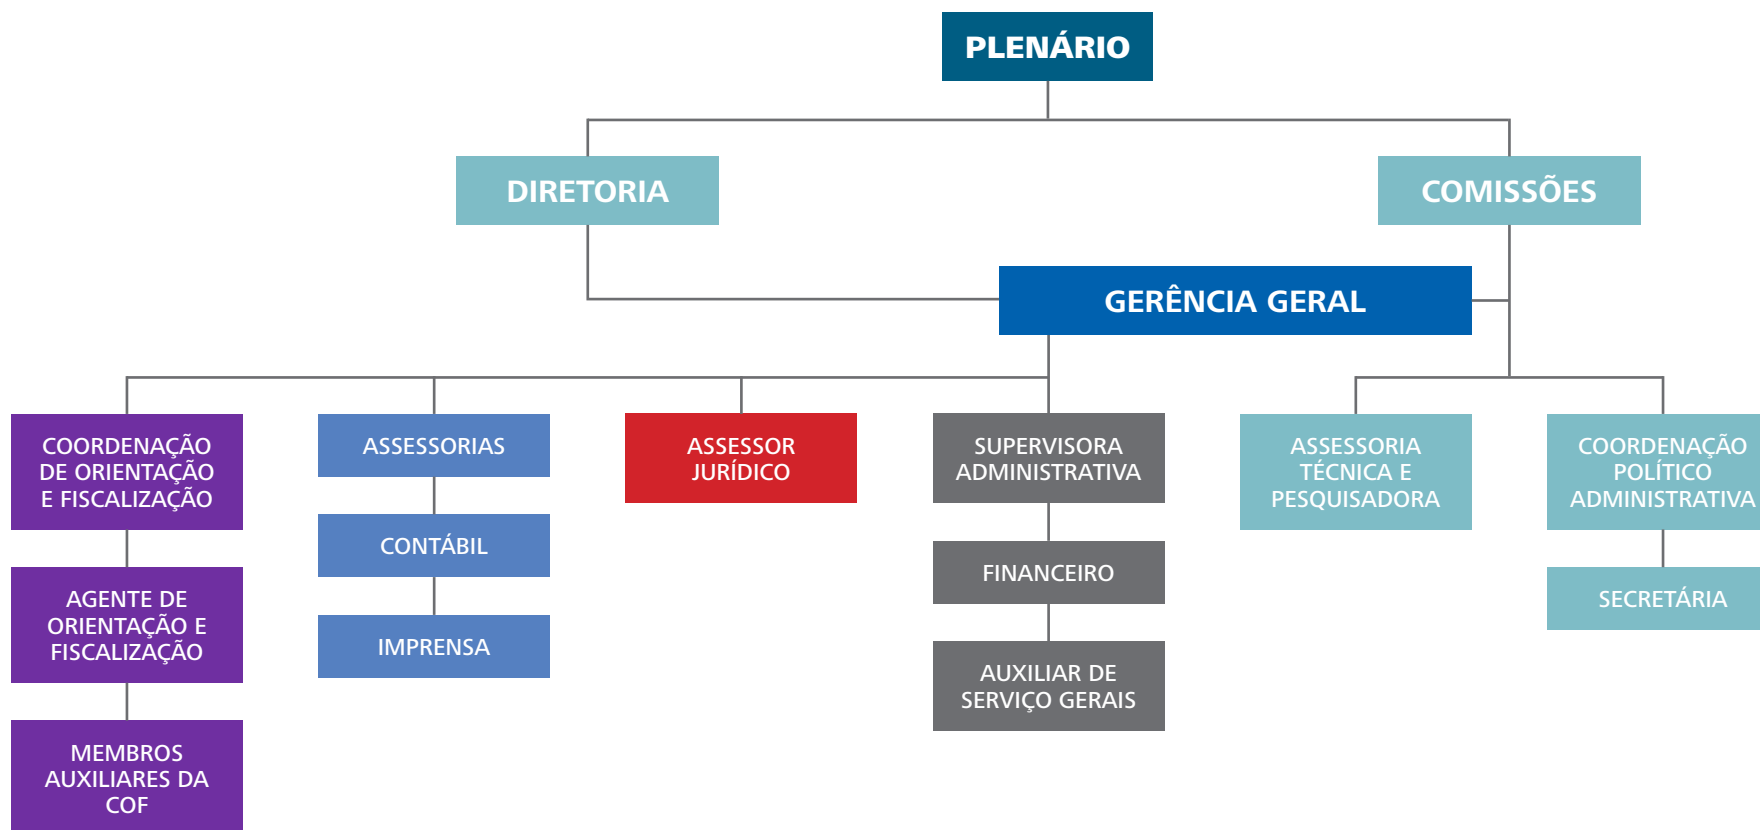 PLENÁRIO
DIRETORIA
COMISSÕES
GERÊNCIA GERAL
COORDENAÇÃO
DE ORIENTAÇÃO
E FISCALIZAÇÃO
ASSESSORIAS
ASSESSOR
JURÍDICO
SUPERVISORA
ADMINISTRATIVA
ASSESSORIA
TÉCNICA E
PESQUISADORA
COORDENAÇÃO
POLÍTICO
ADMINISTRATIVA
CONTÁBIL
FINANCEIRO
AGENTE DE
ORIENTAÇÃO E
FISCALIZAÇÃO
SECRETÁRIA
IMPRENSA
AUXILIAR DE
SERVIÇO GERAIS
MEMBROS
AUXILIARES DA
COF